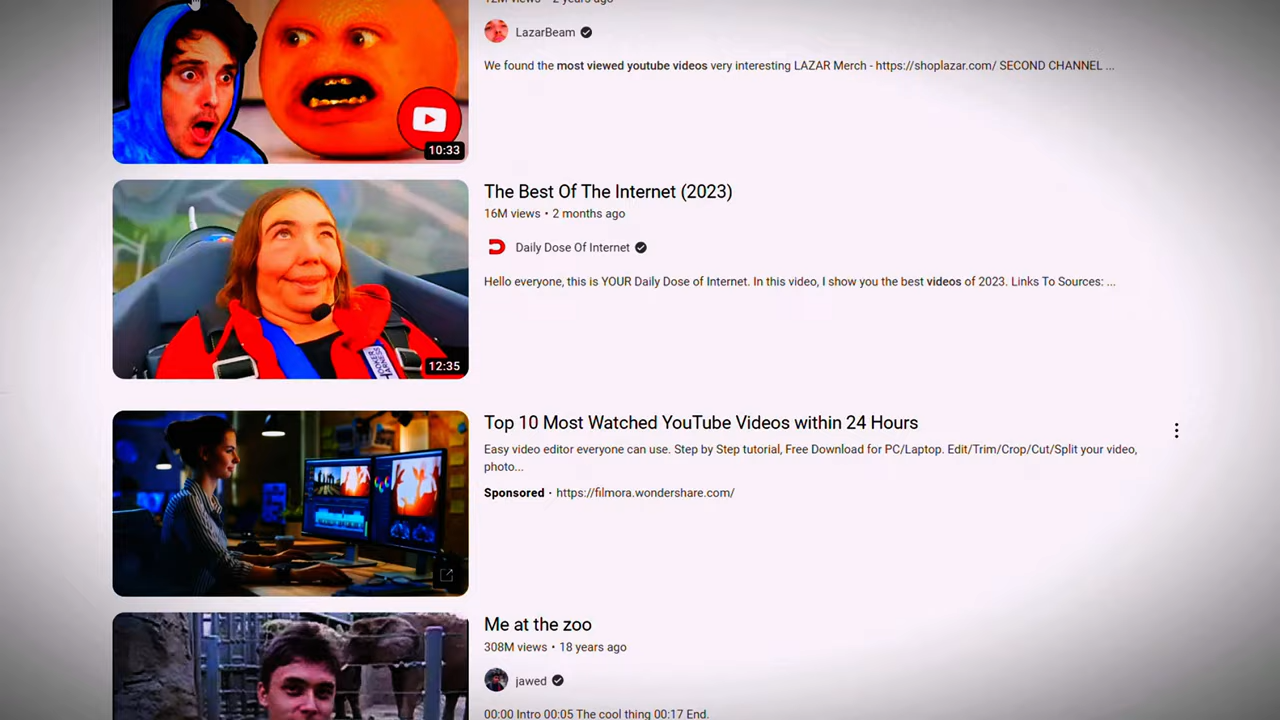 12M views • 2 years ago
LazarBeam
We found the most viewed youtube videos very interesting LAZAR Merch - https://shoplazar.com/ SECOND CHANNEL ...
10:33
The Best Of The Internet (2023)
16M views • 2 months ago
Daily Dose Of Internet
Hello everyone, this is YOUR Daily Dose of Internet. In this video, I show you the best videos of 2023. Links To Sources: ...
12:35
Top 10 Most Watched YouTube Videos within 24 Hours
Easy video editor everyone can use. Step by Step tutorial, Free Download for PC/Laptop. Edit/Trim/Crop/Cut/Split your video,
photo...
Sponsored · https://filmora.wondershare.com/
Me at the zoo
308M views • 18 years ago
jawed
00:00 Intro 00:05 The cool thing 00:17 End.